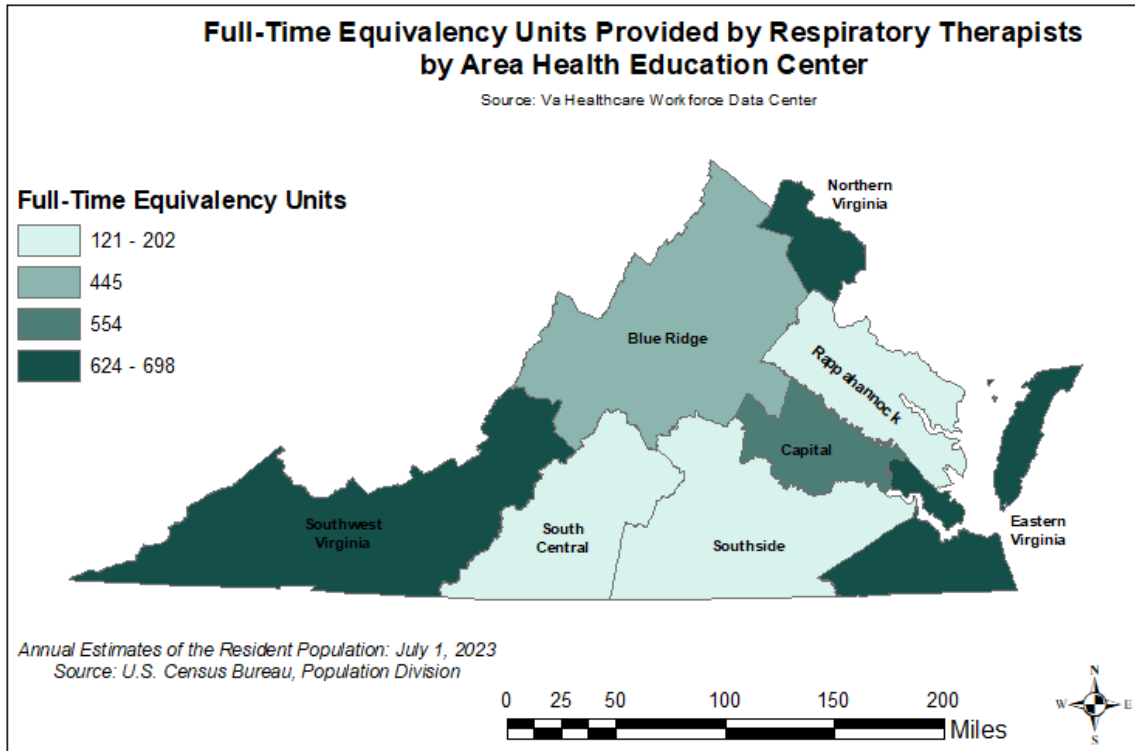 Full-Time Equivalency Units Provided by Respiratory Therapists
by Area Health Education Center
Source: Va Healthcare Workforce Data Center
Full-Time Equivalency Units
121 - 202
445
554
624 - 698
Northern
Virginia
Blue Ridge
Rappahannock
Capital
Southwest
Virginia
South
Central
Southside
Eastern
Virginia
Annual Estimates of the Resident Population: July 1, 2023
Source: U.S. Census Bureau, Population Division
0 25 50 100 150 200
Miles
N
W E
S